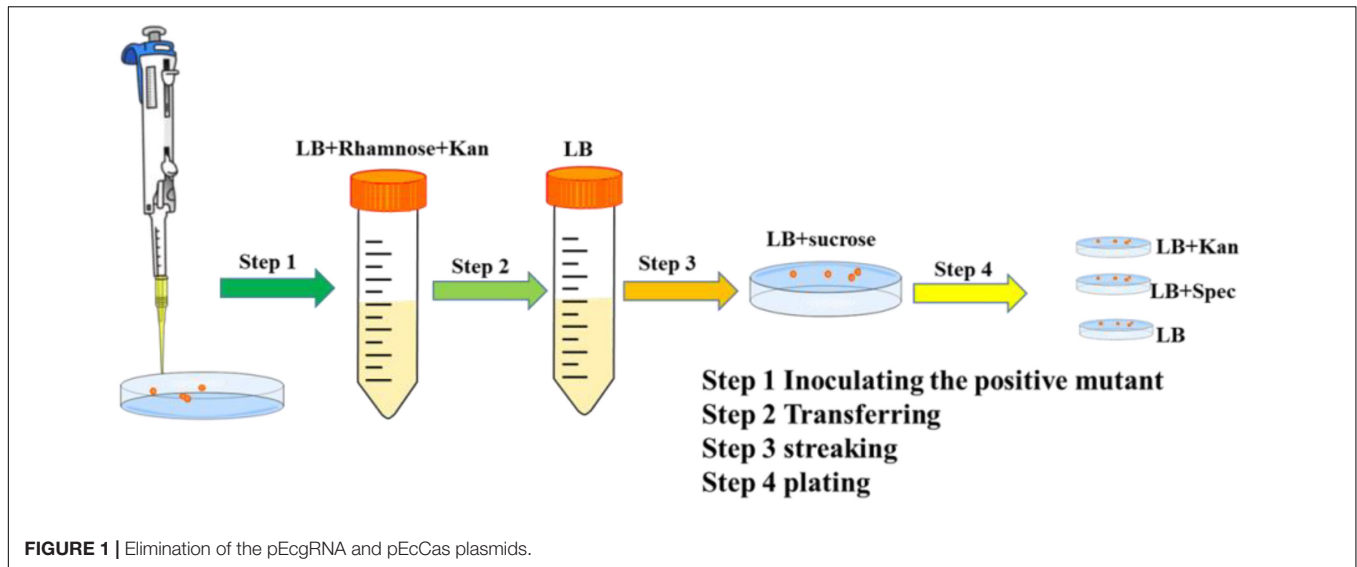 LB+Rhamnose+Kan
LB
Step 1
Step 2
Step 3
LB+sucrose
Step 4
LB+Kan
LB+Spec
LB
Step 1 Inoculating the positive mutant
Step 2 Transferring
Step 3 streaking
Step 4 plating
FIGURE 1 | Elimination of the pEcgRNA and pEcCas plasmids.